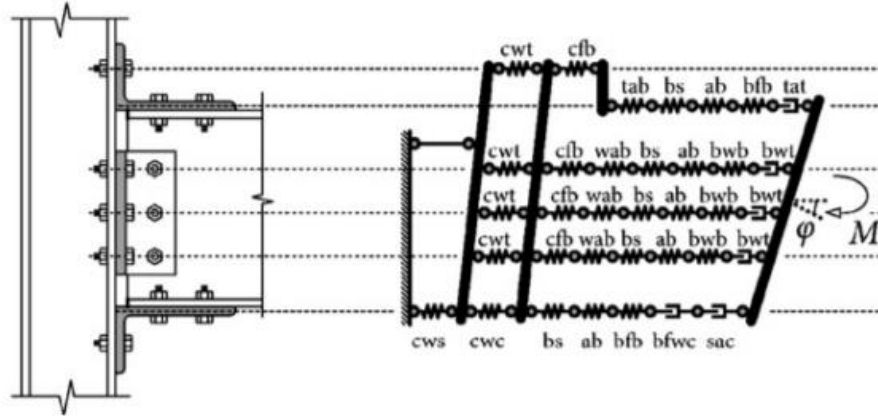 cwt cfb
tab bs ab bfb tat
cwt cfb wab bs ab bwb bwt
cwt cfb wab bs ab bwb bwt
φ M
cwt cfb wab bs ab bwb bwt
cws cwc bs ab bfb bfwc sac